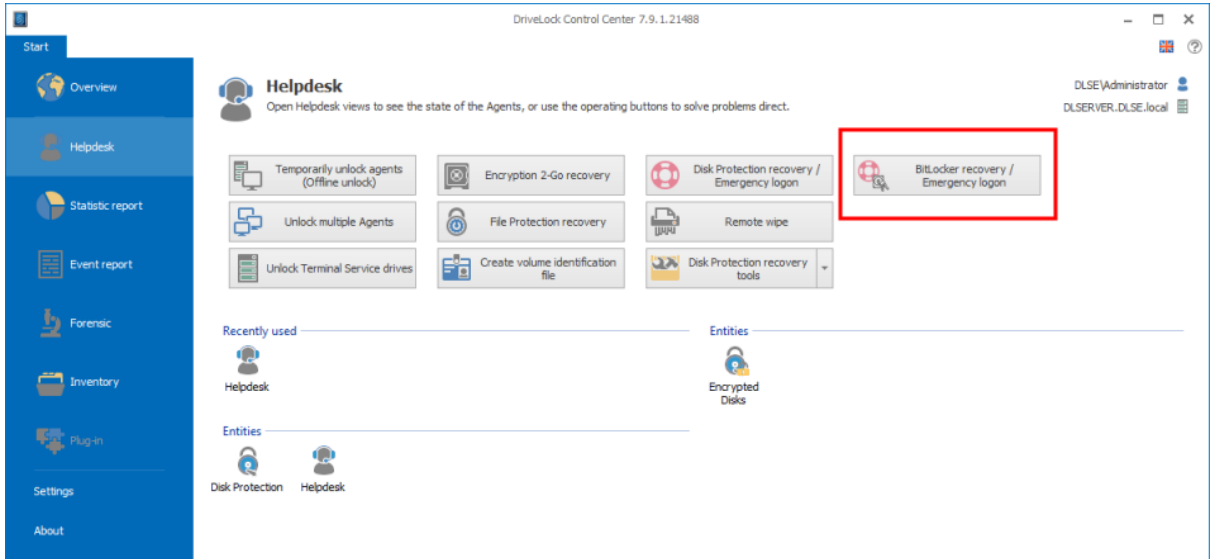 DriveLock Control Center 7.9.1.21488
Start
Overview
Helpdesk
Statistic report
Event report
Forensic
Inventory
Plug-in
Settings
About
Helpdesk
Open Helpdesk views to see the state of the Agents, or use the operating buttons to solve problems direct.
DLSE\Administrator
DLSERVER.DLSE.local
Temporarily unlock agents
(Offline unlock)
Encryption 2-Go recovery
Disk Protection recovery /
Emergency logon
BitLocker recovery /
Emergency logon
Unlock multiple Agents
File Protection recovery
Remote wipe
Unlock Terminal Service drives
Create volume identification
file
Disk Protection recovery
tools
Recently used
Helpdesk
Entities
Encrypted
Disks
Entities
Disk Protection
Helpdesk